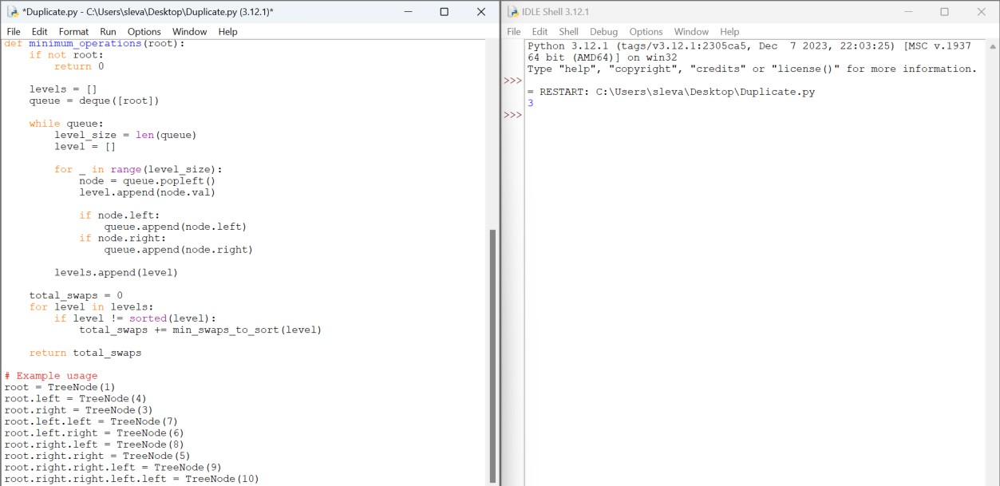 *Duplicate.py - C:\Users\sleva\Desktop\Duplicate.py (3.12.1)*
File Edit Format Run Options Window Help
def minimum_operations(root):
    if not root:
        return 0

    levels = []
    queue = deque([root])

    while queue:
        level_size = len(queue)
        level = []

        for _ in range(level_size):
            node = queue.popleft()
            level.append(node.val)

            if node.left:
                queue.append(node.left)
            if node.right:
                queue.append(node.right)

        levels.append(level)

    total_swaps = 0
    for level in levels:
        if level != sorted(level):
            total_swaps += min_swaps_to_sort(level)

    return total_swaps

# Example usage
root = TreeNode(1)
root.left = TreeNode(4)
root.right = TreeNode(3)
root.left.left = TreeNode(7)
root.left.right = TreeNode(6)
root.right.left = TreeNode(8)
root.right.right = TreeNode(5)
root.right.right.left = TreeNode(9)
root.right.right.left.left = TreeNode(10)
IDLE Shell 3.12.1
File Edit Shell Debug Options Window Help
Python 3.12.1 (tags/v3.12.1:2305ca5, Dec  7 2023, 22:03:25) [MSC v.1937
64 bit (AMD64)] on win32
Type "help", "copyright", "credits" or "license()" for more information.
>>>
= RESTART: C:\Users\sleva\Desktop\Duplicate.py
3
>>>